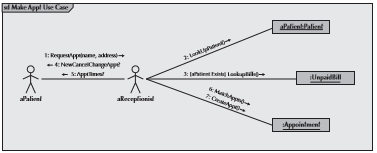 sd Make Appt Use Case
aPatient:Patient
2: LookUpPatient()→
1: RequestAppt(name, address)→
← 4: NewCancelChangeAppt?
← 5: ApptTimes?
3: [aPatient Exists] LookupBills()→
:UnpaidBill
aPatient
aReceptionist
6: MatchAppts()→
7: CreateAppt()→
:Appointment